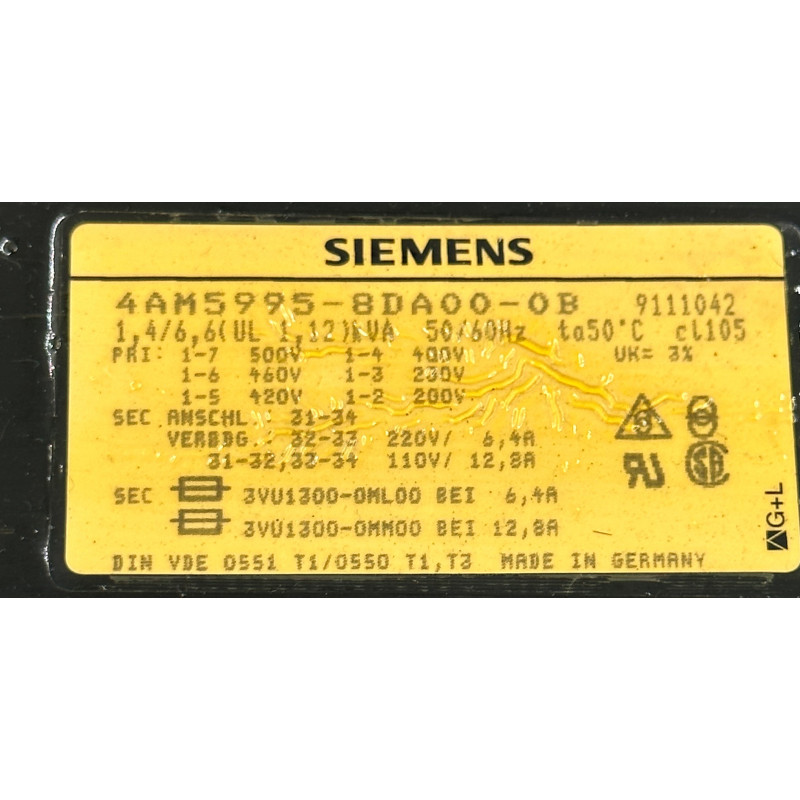 SIEMENS
4AM5995-8DA00-0B 9111042
1,4/6,6(UL 1,12)kVA 50/60Hz ta50°C cl105
PRI: 1-7 500V 1-4 400V UK= 3%
1-6 460V 1-3 230V
1-5 420V 1-2 200V
SEC ANSCHL.: 31-34
VERBDG.: 32-33 220V/ 6,4A
31-32,33-34 110V/ 12,8A
SEC 3VU1300-0ML00 BEI 6,4A
3VU1300-0MM00 BEI 12,8A
DIN VDE 0551 T1/0550 T1,T3 MADE IN GERMANY
G+L